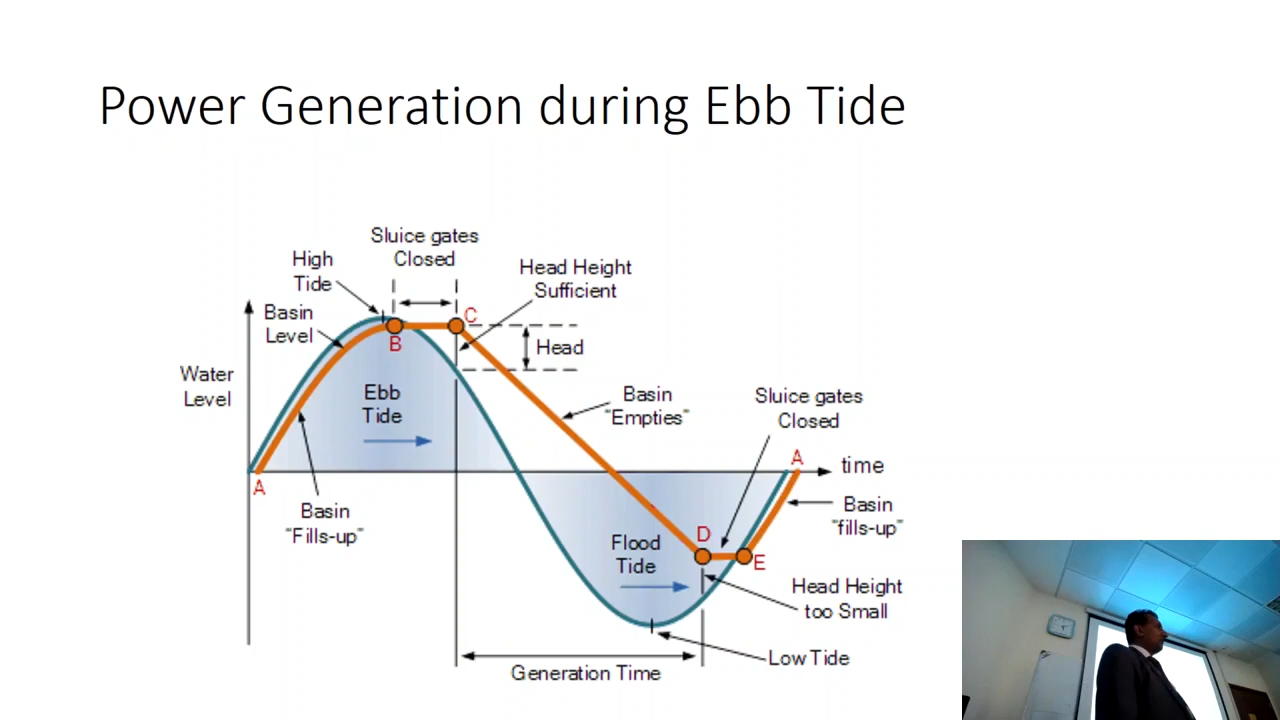 Power Generation during Ebb Tide
Sluice gates
Closed
High
Tide
Head Height
Sufficient
Basin
Level
C
B
Head
Water
Level
Ebb
Tide
Basin
"Empties"
Sluice gates
Closed
A
time
A
Basin
"Fills-up"
Basin
"fills-up"
D
Flood
Tide
E
Head Height
too Small
Low Tide
Generation Time